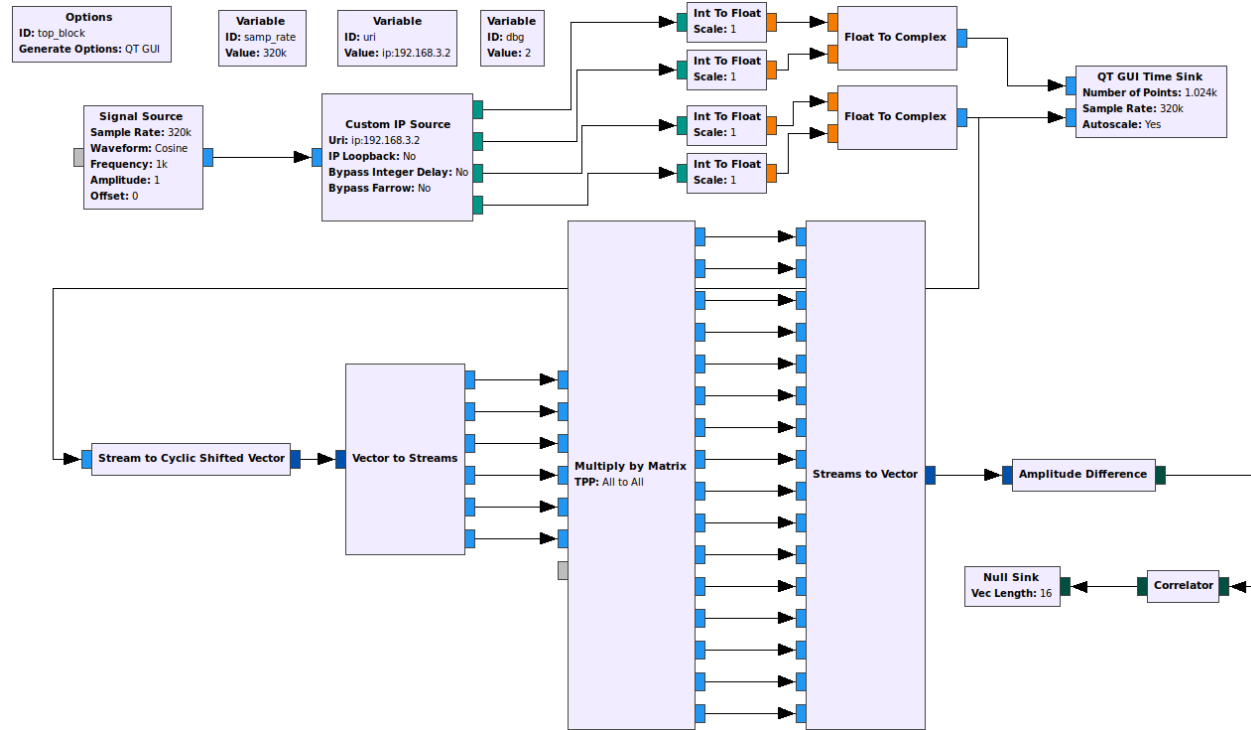 Options
ID: top_block
Generate Options: QT GUI
Variable
ID: samp_rate
Value: 320k
Variable
ID: uri
Value: ip:192.168.3.2
Variable
ID: dbg
Value: 2
Signal Source
Sample Rate: 320k
Waveform: Cosine
Frequency: 1k
Amplitude: 1
Offset: 0
Custom IP Source
Uri: ip:192.168.3.2
IP Loopback: No
Bypass Integer Delay: No
Bypass Farrow: No
Int To Float
Scale: 1
Int To Float
Scale: 1
Int To Float
Scale: 1
Int To Float
Scale: 1
Float To Complex
Float To Complex
QT GUI Time Sink
Number of Points: 1.024k
Sample Rate: 320k
Autoscale: Yes
Stream to Cyclic Shifted Vector
Vector to Streams
Multiply by Matrix
TPP: All to All
Streams to Vector
Amplitude Difference
Null Sink
Vec Length: 16
Correlator